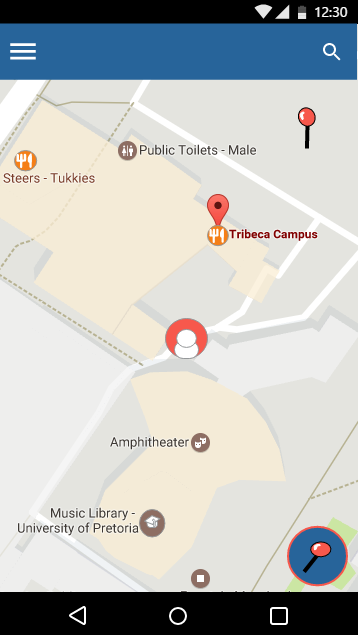 12:30
Public Toilets - Male
Steers - Tukkies
Tribeca Campus
Amphitheater
Music Library -
University of Pretoria